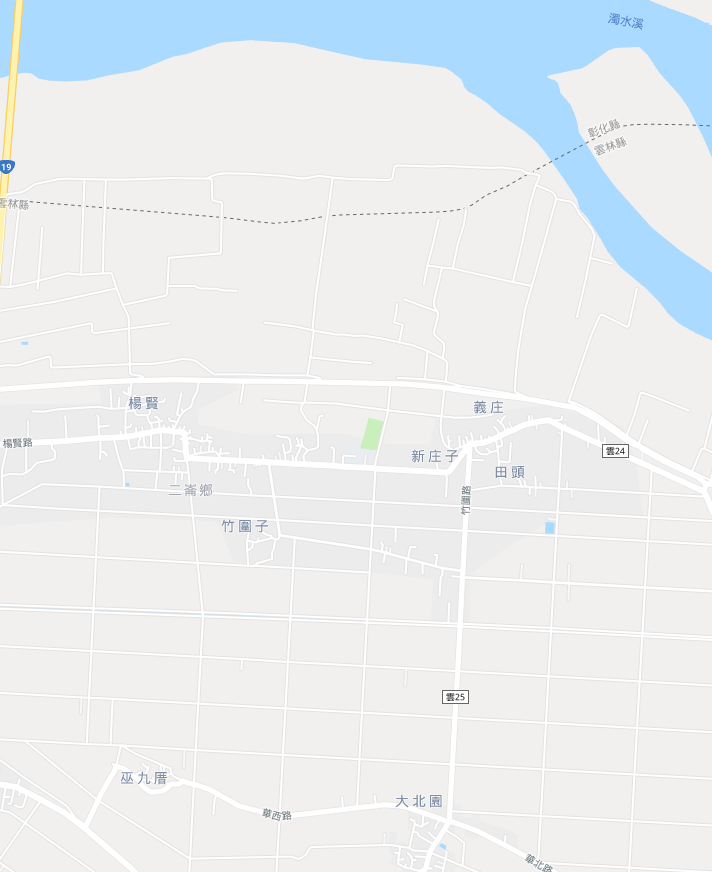 濁水溪
彰化縣
雲林縣
19
雲林縣
楊賢
義庄
楊賢路
新庄子
雲24
田頭
二崙鄉
竹圍路
竹圍子
雲25
巫九厝
大北園
華西路
華北路